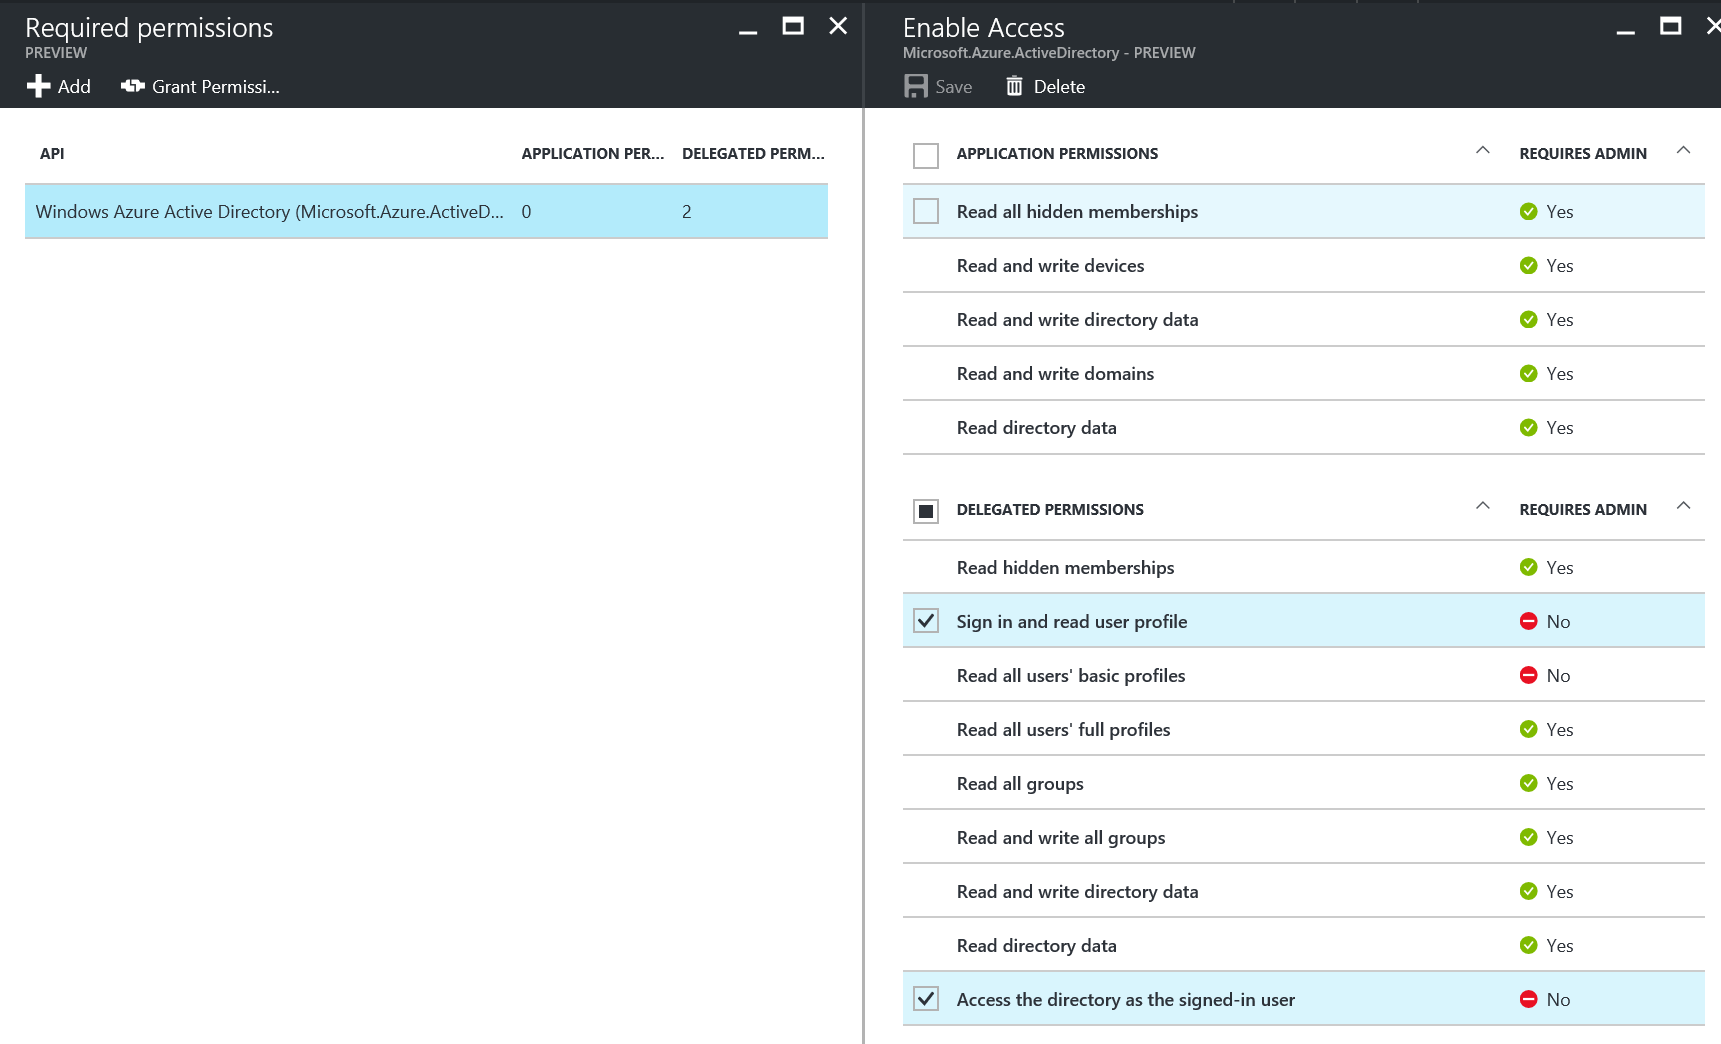 Required permissions
PREVIEW
Add Grant Permissi...
API APPLICATION PER... DELEGATED PERM...
Windows Azure Active Directory (Microsoft.Azure.ActiveD... 0 2
Enable Access
Microsoft.Azure.ActiveDirectory - PREVIEW
Save Delete
APPLICATION PERMISSIONS REQUIRES ADMIN
Read all hidden memberships Yes
Read and write devices Yes
Read and write directory data Yes
Read and write domains Yes
Read directory data Yes
DELEGATED PERMISSIONS REQUIRES ADMIN
Read hidden memberships Yes
Sign in and read user profile No
Read all users' basic profiles No
Read all users' full profiles Yes
Read all groups Yes
Read and write all groups Yes
Read and write directory data Yes
Read directory data Yes
Access the directory as the signed-in user No